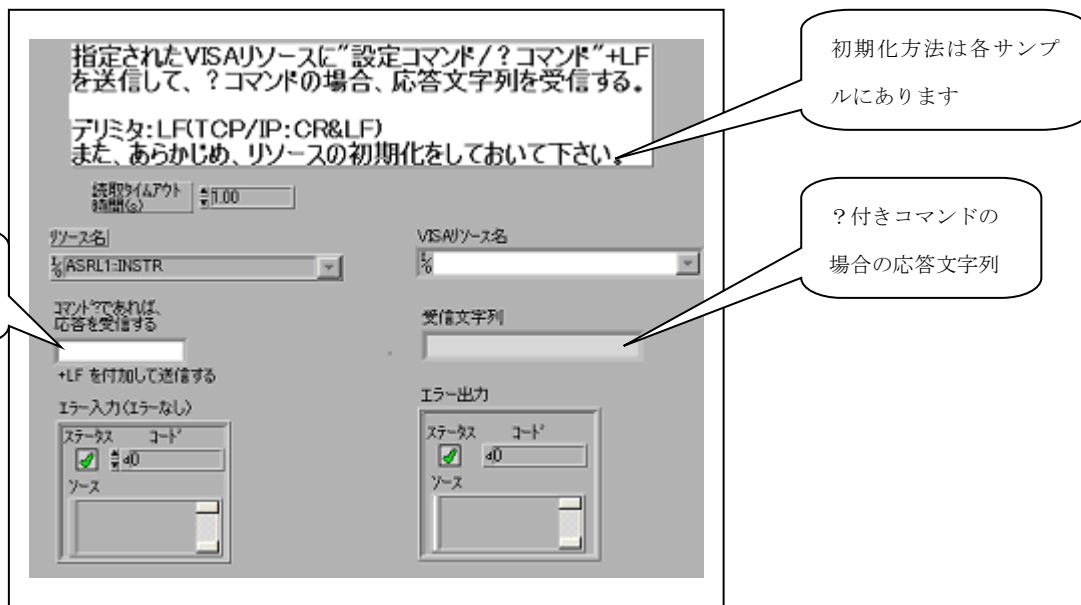 指定されたVISAリソースに"設定コマンド/?コマンド"+LF
を送信して、?コマンドの場合、応答文字列を受信する。
デリミタ:LF(TCP/IP:CR&LF)
また、あらかじめ、リソースの初期化をしておいて下さい。
初期化方法は各サンプ
ルにあります
読取タイムアウト
時間(s)
1.00
リソース名
ASRL1:INSTR
VISAリソース名
?付きコマンドの
場合の応答文字列
コマンド?であれば、
応答を受信する
+LF を付加して送信する
受信文字列
エラー入力(エラーなし)
ステータス コード
d0
ソース
エラー出力
ステータス コード
d0
ソース